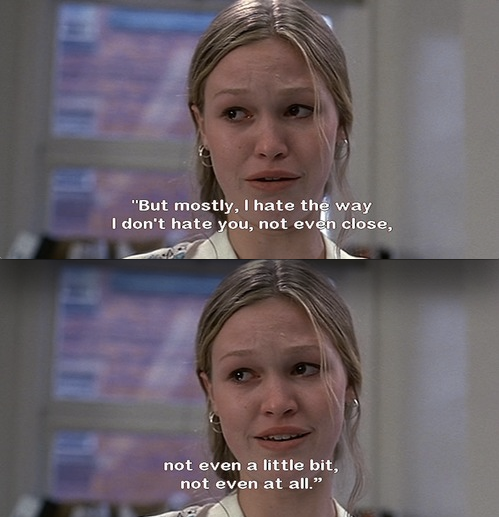 "But mostly, I hate the way
I don't hate you, not even close,
not even a little bit,
not even at all.”